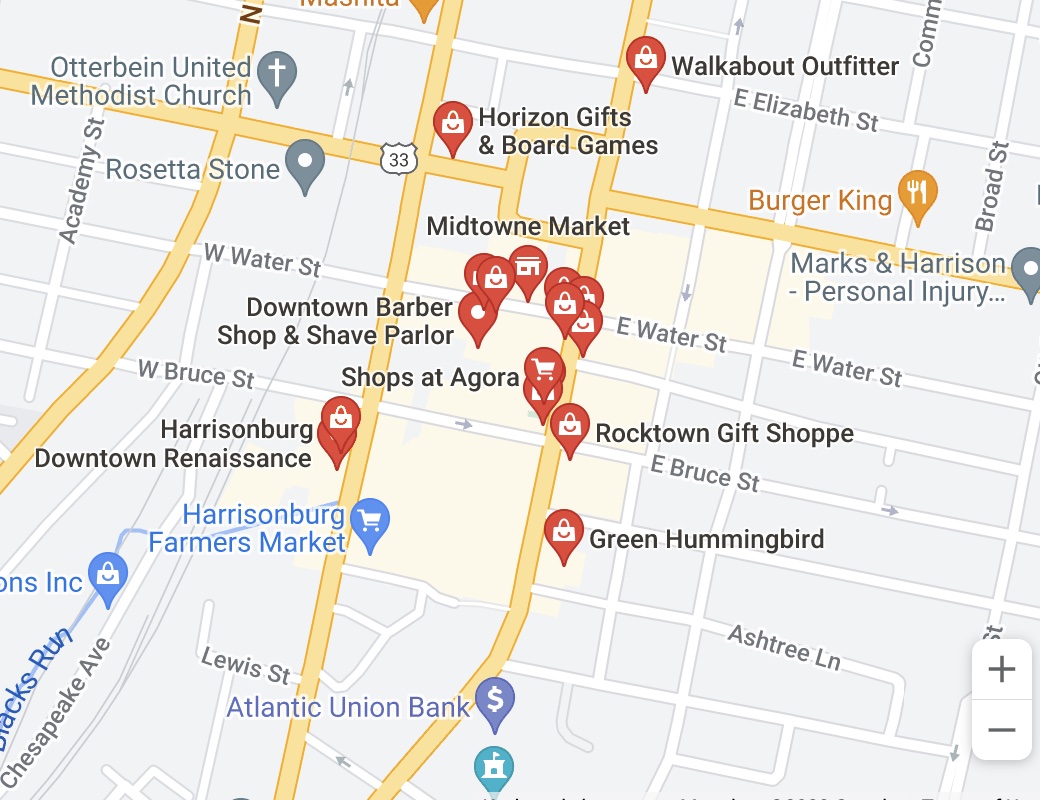 Mashita
N
Otterbein United
Methodist Church
Walkabout Outfitter
Comm
E Elizabeth St
Horizon Gifts
& Board Games
Academy St
Rosetta Stone
33
Broad St
Burger King
Midtowne Market
W Water St
Marks & Harrison
- Personal Injury...
Downtown Barber
Shop & Shave Parlor
E Water St
E Water St
W Bruce St
Shops at Agora
Harrisonburg
Downtown Renaissance
Rocktown Gift Shoppe
E Bruce St
Harrisonburg
Farmers Market
Green Hummingbird
ons Inc
Blacks Run
Chesapeake Ave
Ashtree Ln
St
Lewis St
+
Atlantic Union Bank
$
−